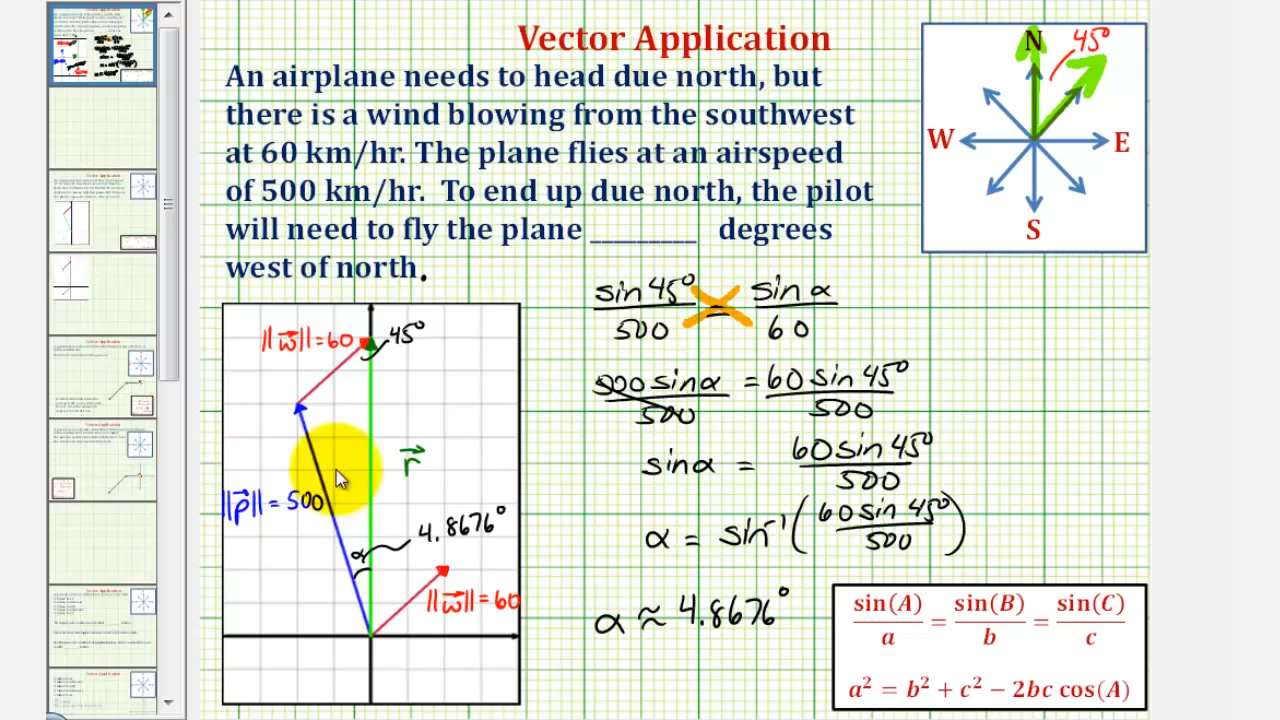 Vector Application
An airplane needs to head due north, but
there is a wind blowing from the southwest
at 60 km/hr. The plane flies at an airspeed
of 500 km/hr. To end up due north, the pilot
will need to fly the plane ________ degrees
west of north.
N
45°
W
E
S
||w⃗|| = 60
45°
r⃗
||p⃗|| = 500
4.8676°
α
||w⃗|| = 60
sin 45° / 500 = sin α / 60
500 sin α / 500 = 60 sin 45° / 500
sin α = 60 sin 45° / 500
α = sin⁻¹ (60 sin 45° / 500)
α ≈ 4.8676°
sin(A) / a = sin(B) / b = sin(C) / c
a² = b² + c² − 2bc cos(A)